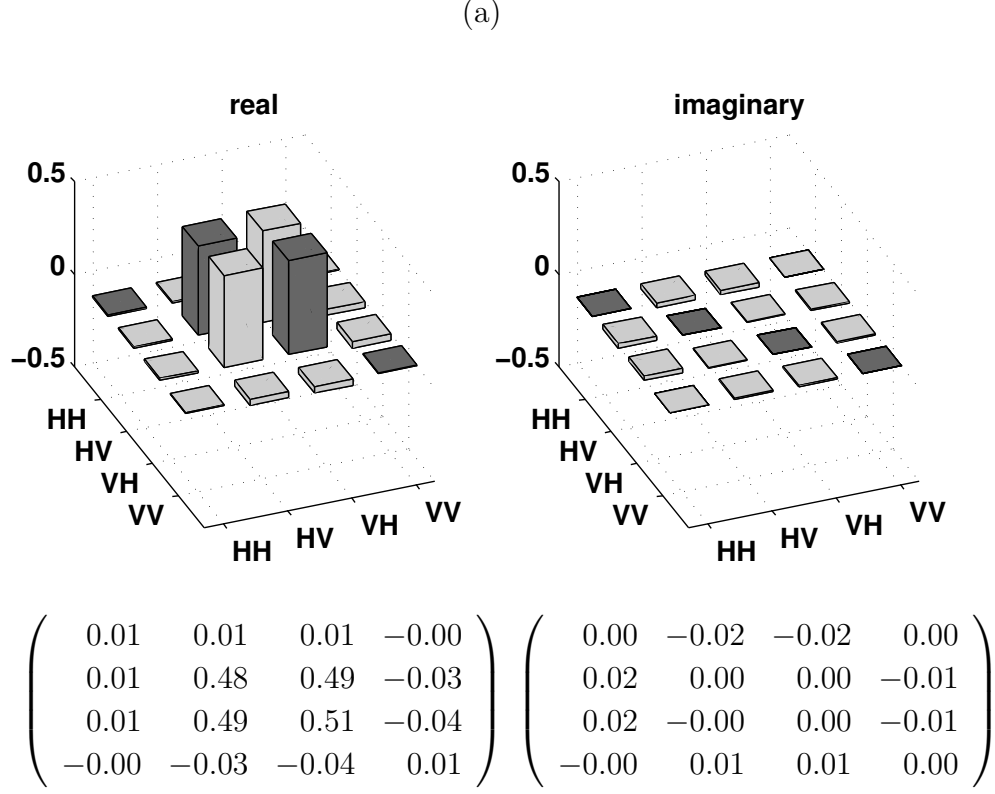 (a)
real
0.5
0
−0.5
HH
HV
VH
VV
HH
HV
VH
VV
imaginary
0.5
0
−0.5
HH
HV
VH
VV
HH
HV
VH
VV
0.01 0.01 0.01 −0.00
0.01 0.48 0.49 −0.03
0.01 0.49 0.51 −0.04
−0.00 −0.03 −0.04 0.01
0.00 −0.02 −0.02 0.00
0.02 0.00 0.00 −0.01
0.02 −0.00 0.00 −0.01
−0.00 0.01 0.01 0.00